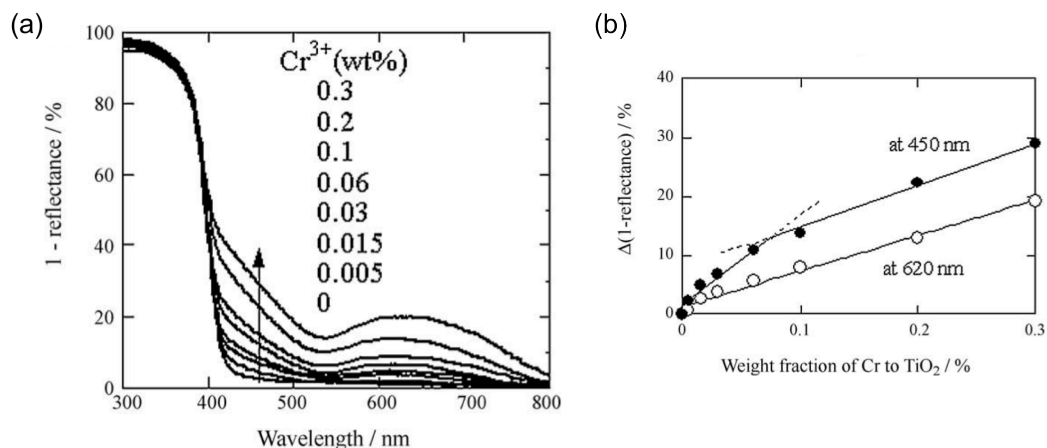 (a)
100
80
60
40
20
0
1 - reflectance / %
Cr³⁺(wt%)
0.3
0.2
0.1
0.06
0.03
0.015
0.005
0
300 400 500 600 700 800
Wavelength / nm
(b)
40
30
20
10
0
Δ(1-reflectance) / %
at 450 nm
at 620 nm
0 0.1 0.2 0.3
Weight fraction of Cr to TiO₂ / %